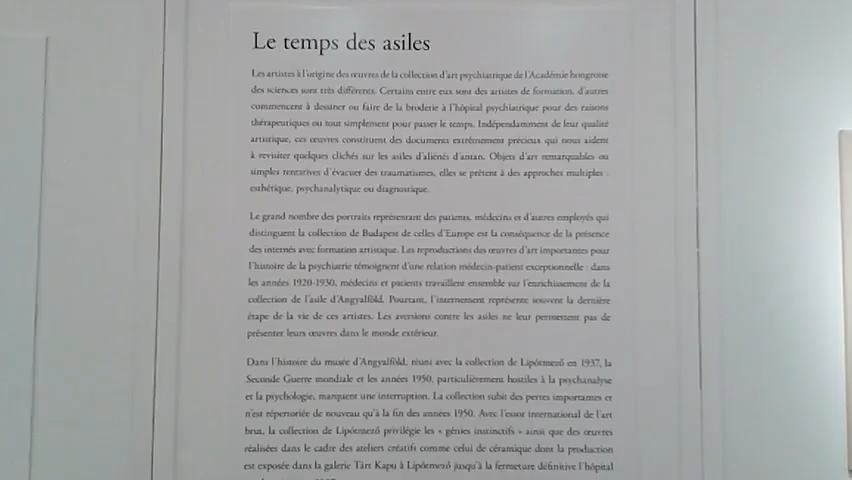 Le temps des asiles
Les artistes à l'origine des œuvres de la collection d'art psychiatrique de l'Académie hongroise
des sciences sont très différents. Certains entre eux sont des artistes de formation, d'autres
commencent à dessiner ou faire de la broderie à l'hôpital psychiatrique pour des raisons
thérapeutiques ou tout simplement pour passer le temps. Indépendamment de leur qualité
artistique, ces œuvres constituent des documents extrêmement précieux qui nous aident
à revisiter quelques clichés sur les asiles d'aliénés d'antan. Objets d'art remarquables ou
simples tentatives d'évacuer des traumatismes, elles se prêtent à des approches multiples :
esthétique, psychanalytique ou diagnostique.
Le grand nombre des portraits représentant des patients, médecins et d'autres employés qui
distinguent la collection de Budapest de celles d'Europe est la conséquence de la présence
des internés avec formation artistique. Les reproductions des œuvres d'art importantes pour
l'histoire de la psychiatrie témoignent d'une relation médecin-patient exceptionnelle : dans
les années 1920-1930, médecins et patients travaillent ensemble sur l'enrichissement de la
collection de l'asile d'Angyalföld. Pourtant, l'internement représente souvent la dernière
étape de la vie de ces artistes. Les aversions contre les asiles ne leur permettent pas de
présenter leurs œuvres dans le monde extérieur.
Dans l'histoire du musée d'Angyalföld, réuni avec la collection de Lipótmező en 1937, la
Seconde Guerre mondiale et les années 1950, particulièrement hostiles à la psychanalyse
et la psychologie, marquent une interruption. La collection subit des pertes importantes et
n'est répertoriée de nouveau qu'à la fin des années 1950. Avec l'essor international de l'art
brut, la collection de Lipótmező privilégie les « génies instinctifs » ainsi que des œuvres
réalisées dans le cadre des ateliers créatifs comme celui de céramique dont la production
est exposée dans la galerie Tárt Kapu à Lipótmező jusqu'à la fermeture définitive l'hôpital